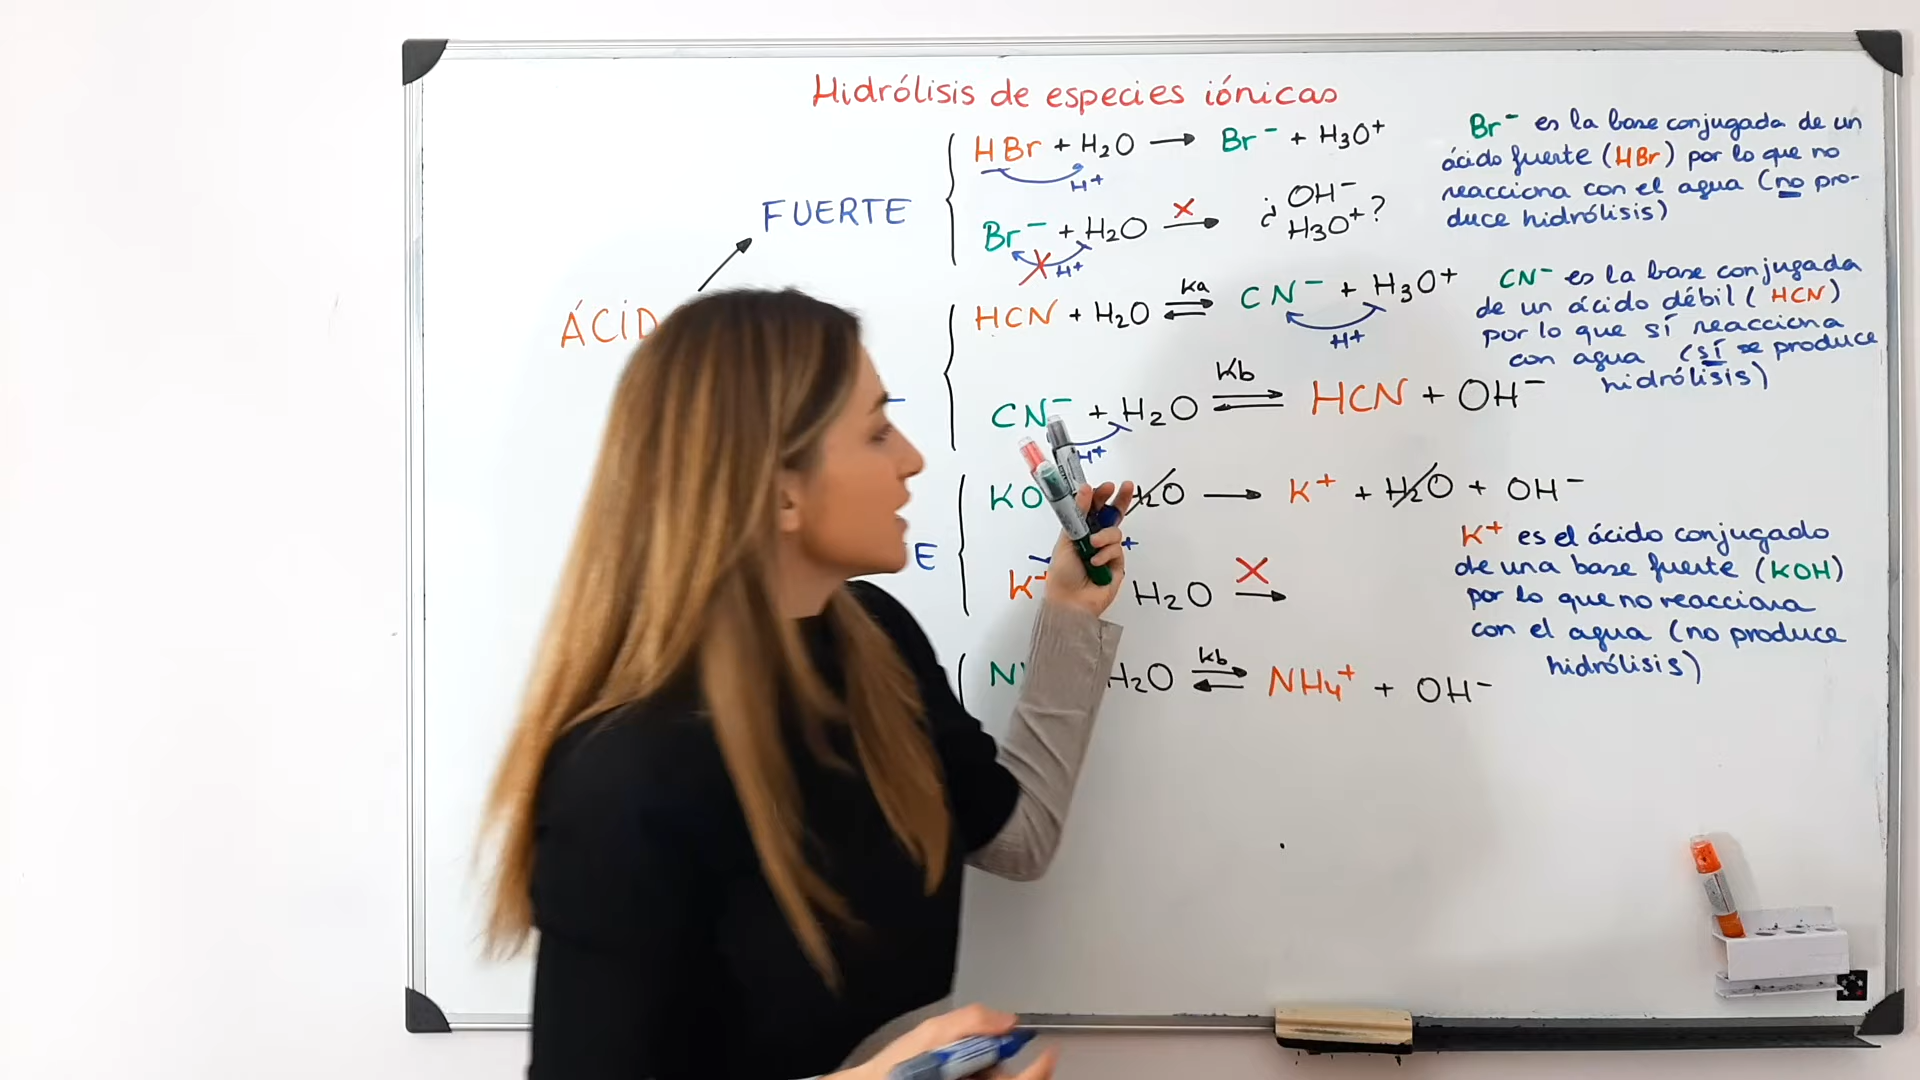 Hidrólisis de especies iónicas
FUERTE
ÁCID
HBr + H2O → Br⁻ + H3O⁺
H⁺
Br⁻ + H2O → ¿ OH⁻
H3O⁺ ?
X
X H⁺
Br⁻ es la base conjugada de un
ácido fuerte (HBr) por lo que no
reacciona con el agua (no pro-
duce hidrólisis)
HCN + H2O ⇌ CN⁻ + H3O⁺
Ka
H⁺
CN⁻ + H2O ⇌ HCN + OH⁻
Kb
H⁺
CN⁻ es la base conjugada
de un ácido débil (HCN)
por lo que sí reacciona
con agua (sí se produce
hidrólisis)
E
KO H2O → K⁺ + H2O + OH⁻
K⁺ H2O →
X
K⁺ es el ácido conjugado
de una base fuerte (KOH)
por lo que no reacciona
con el agua (no produce
hidrólisis)
N H2O ⇌ NH4⁺ + OH⁻
kb